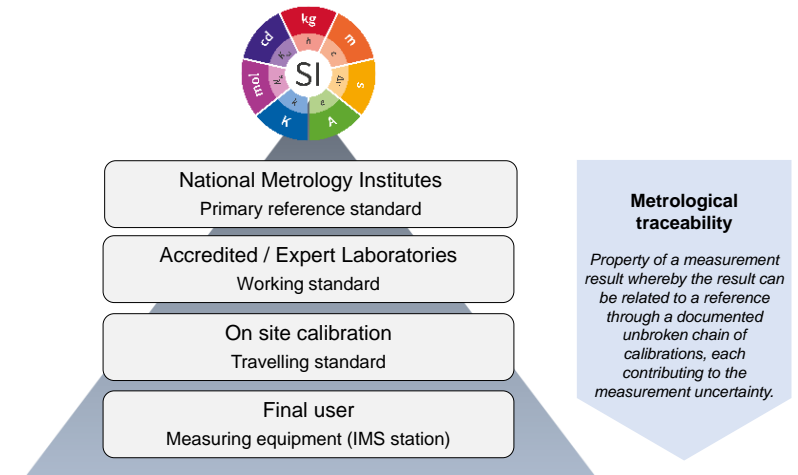 kg
m
s
A
K
mol
cd
h
c
e
k
SI
National Metrology Institutes
Primary reference standard
Accredited / Expert Laboratories
Working standard
On site calibration
Travelling standard
Final user
Measuring equipment (IMS station)
Metrological
traceability
Property of a measurement
result whereby the result can
be related to a reference
through a documented
unbroken chain of
calibrations, each
contributing to the
measurement uncertainty.